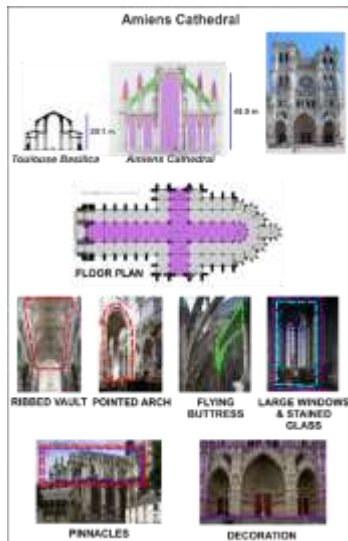 Amiens Cathedral
Toulouse Basilica
Amiens Cathedral
FLOOR PLAN
RIBBED VAULT
POINTED ARCH
FLYING
BUTTRESS
LARGE WINDOWS
& STAINED
GLASS
PINNACLES
DECORATION